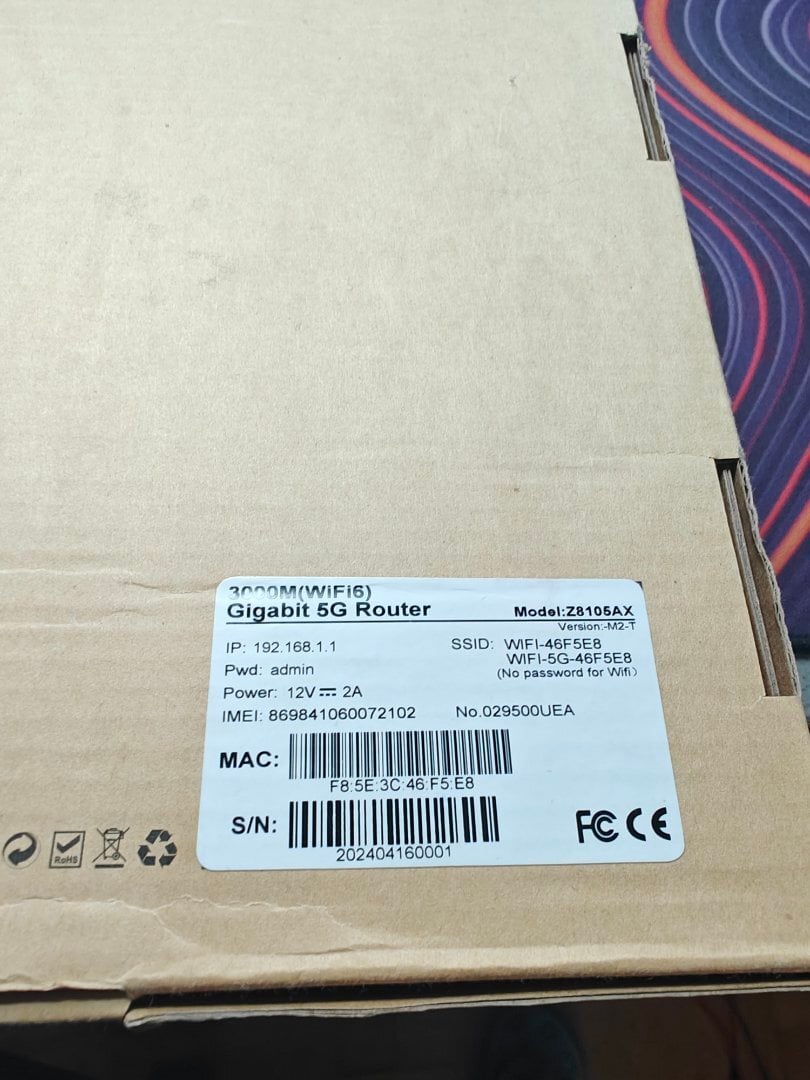 3000M(WiFi6)
Gigabit 5G Router
Model:Z8105AX
Version:-M2-T
IP: 192.168.1.1
SSID: WIFI-46F5E8
WIFI-5G-46F5E8
Pwd: admin
(No password for Wifi)
Power: 12V 2A
IMEI: 869841060072102 No.029500UEA
MAC:
F8:5E:3C:46:F5:E8
S/N:
202404160001
FC CE
RoHS